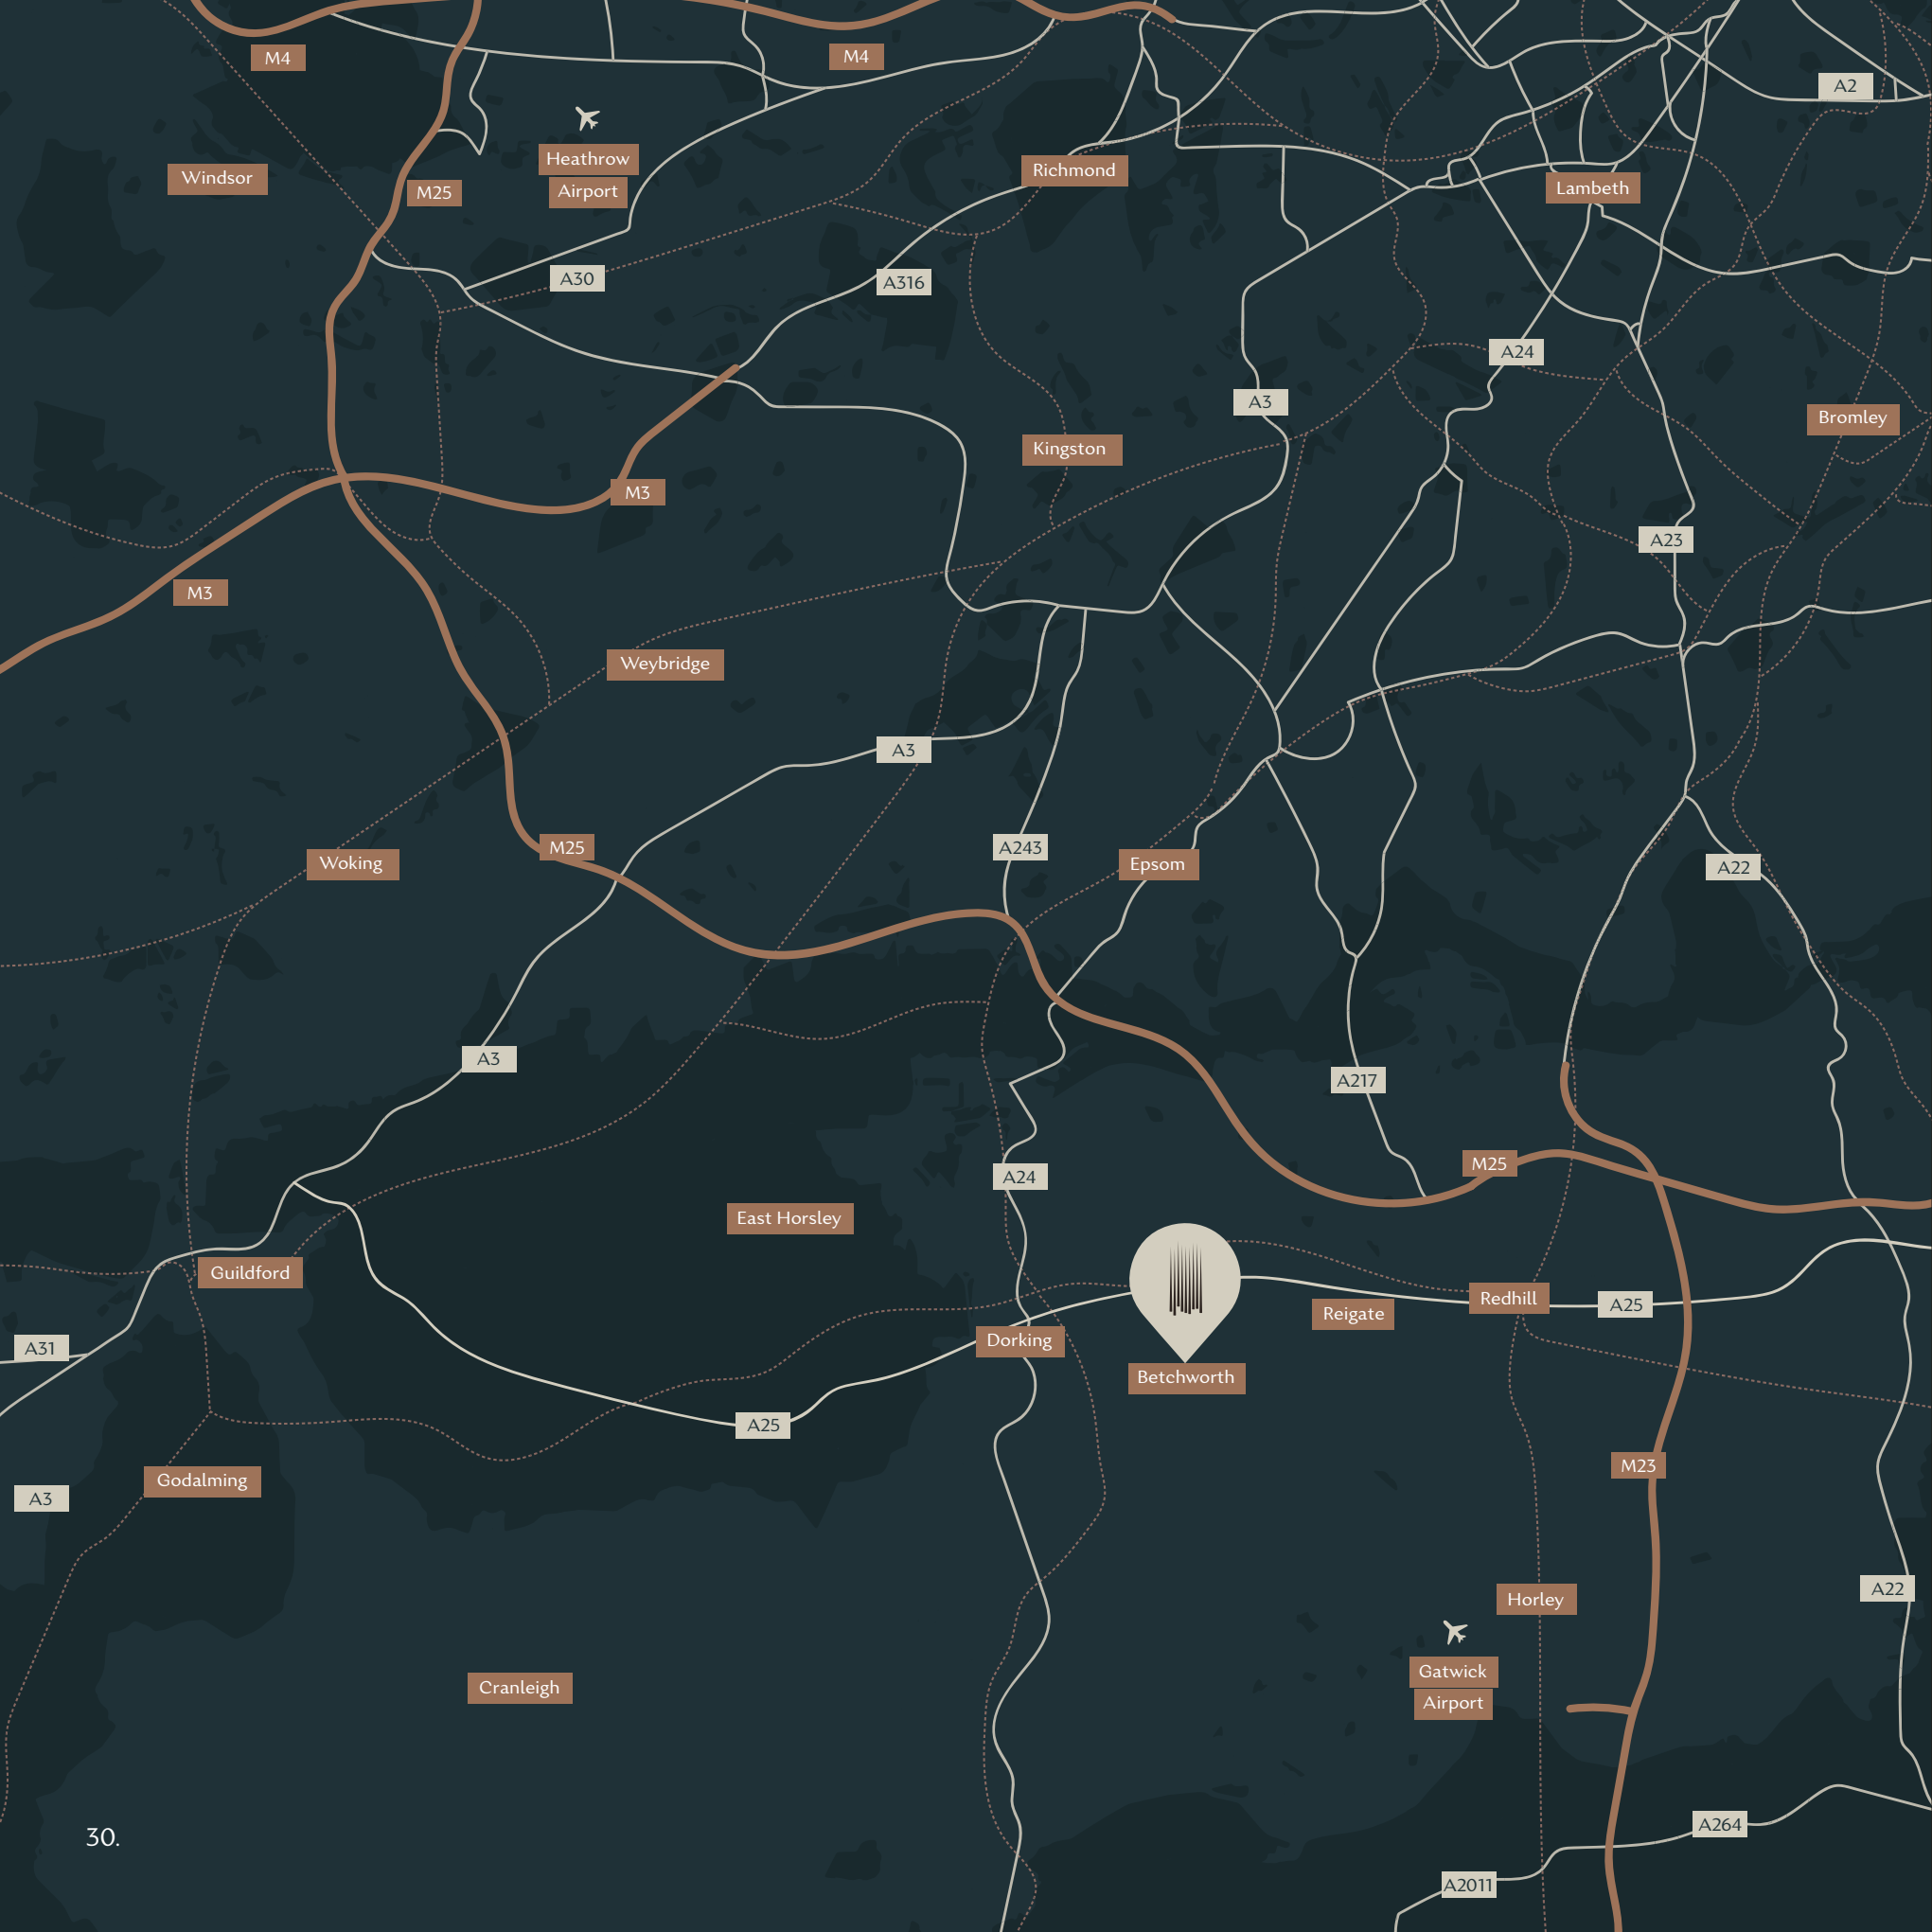 M4
M4
A2
Heathrow
Airport
Windsor
M25
Richmond
Lambeth
A30
A316
A24
A3
Bromley
Kingston
M3
A23
M3
Weybridge
A3
M25
A243
Woking
Epsom
A22
A3
A217
M25
A24
East Horsley
Guildford
Redhill
A25
Reigate
Dorking
A31
Betchworth
A25
M23
Godalming
A3
A22
Horley
Gatwick
Airport
Cranleigh
A264
30.
A2011